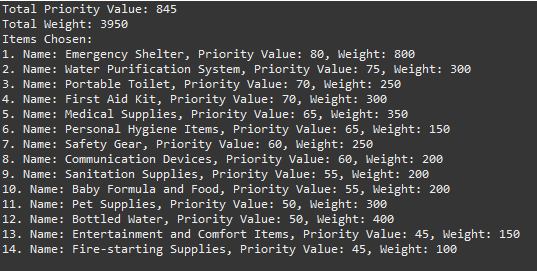 Total Priority Value: 845
Total Weight: 3950
Items Chosen:
1. Name: Emergency Shelter, Priority Value: 80, Weight: 800
2. Name: Water Purification System, Priority Value: 75, Weight: 300
3. Name: Portable Toilet, Priority Value: 70, Weight: 250
4. Name: First Aid Kit, Priority Value: 70, Weight: 300
5. Name: Medical Supplies, Priority Value: 65, Weight: 350
6. Name: Personal Hygiene Items, Priority Value: 65, Weight: 150
7. Name: Safety Gear, Priority Value: 60, Weight: 250
8. Name: Communication Devices, Priority Value: 60, Weight: 200
9. Name: Sanitation Supplies, Priority Value: 55, Weight: 200
10. Name: Baby Formula and Food, Priority Value: 55, Weight: 200
11. Name: Pet Supplies, Priority Value: 50, Weight: 300
12. Name: Bottled Water, Priority Value: 50, Weight: 400
13. Name: Entertainment and Comfort Items, Priority Value: 45, Weight: 150
14. Name: Fire-starting Supplies, Priority Value: 45, Weight: 100